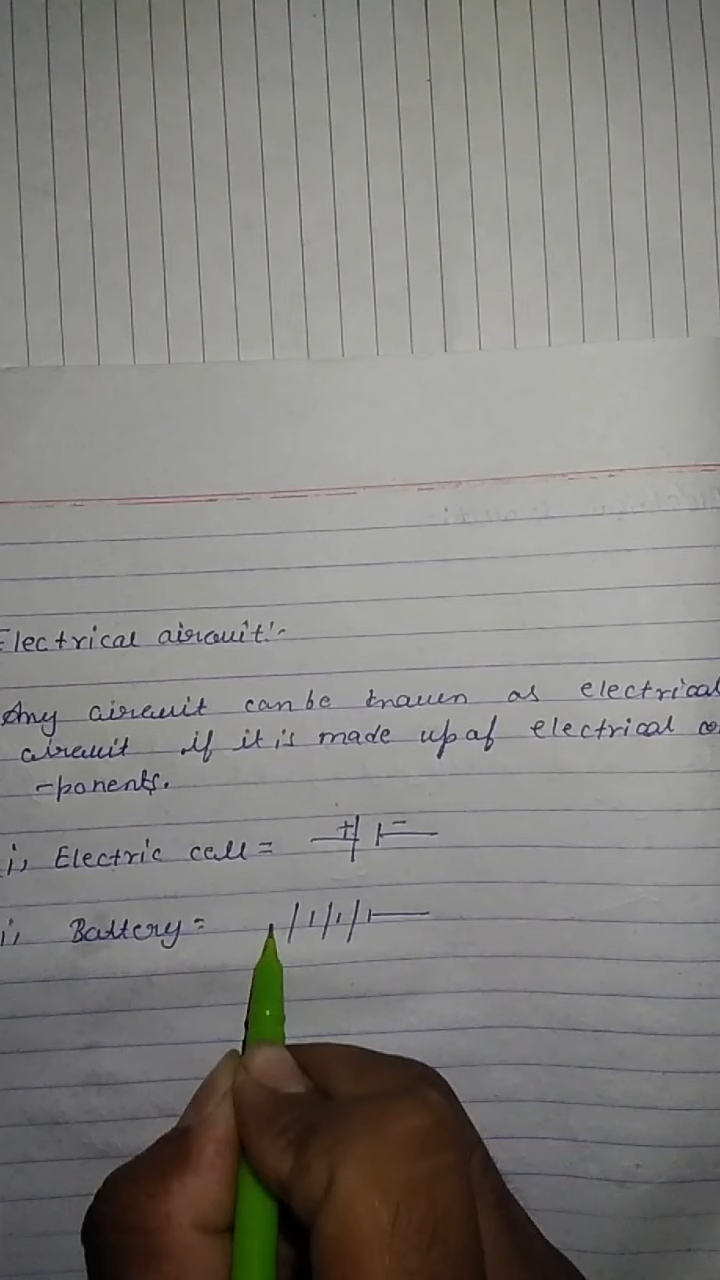 Electrical circuit:-
Any circuit can be known as electrical
circuit if it is made up of electrical co
-ponents.
i, Electric cell = + -
i, Battery =